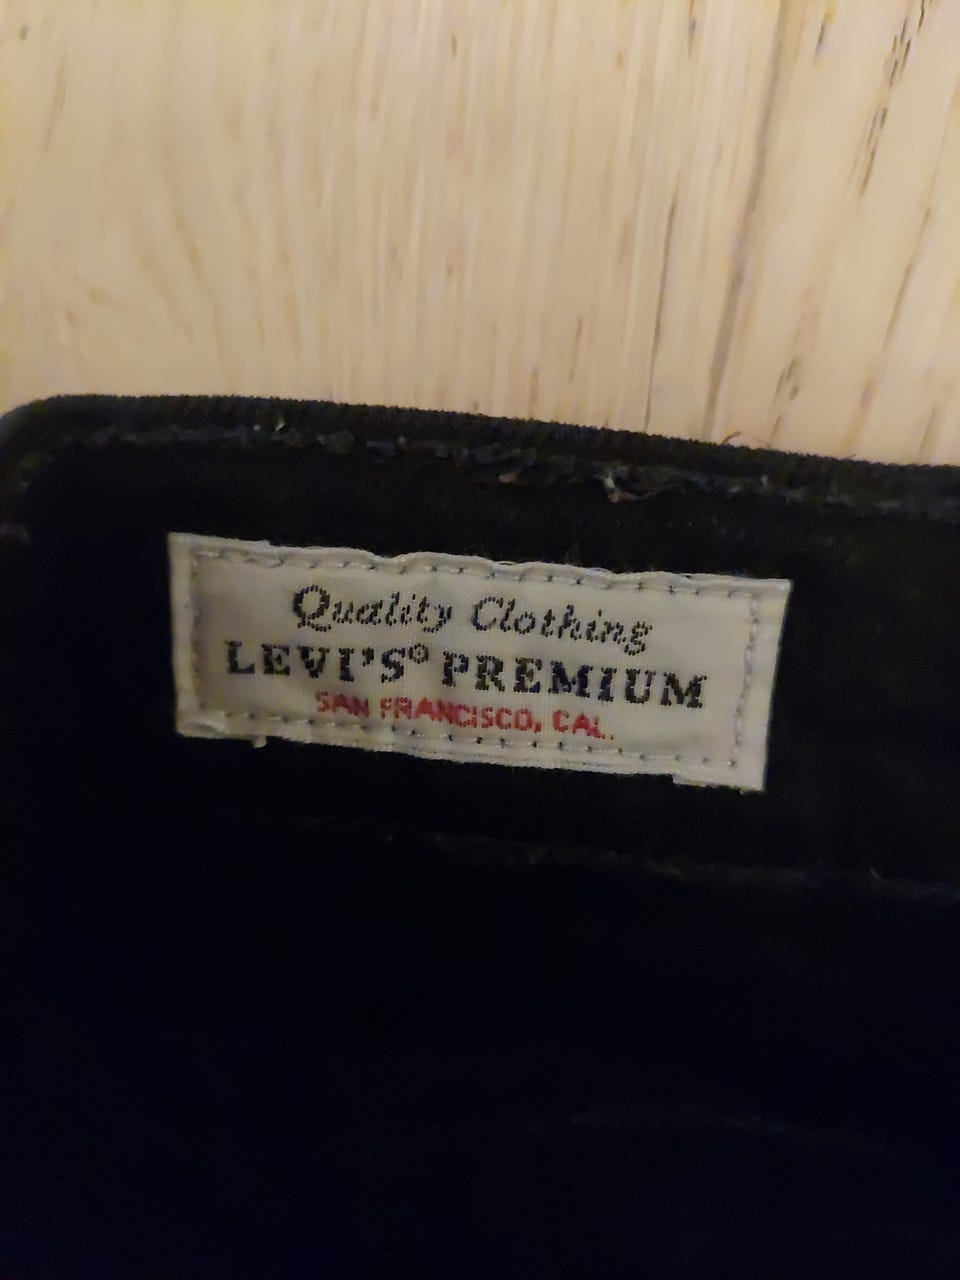 Quality Clothing
LEVI'S® PREMIUM
SAN FRANCISCO, CAL.